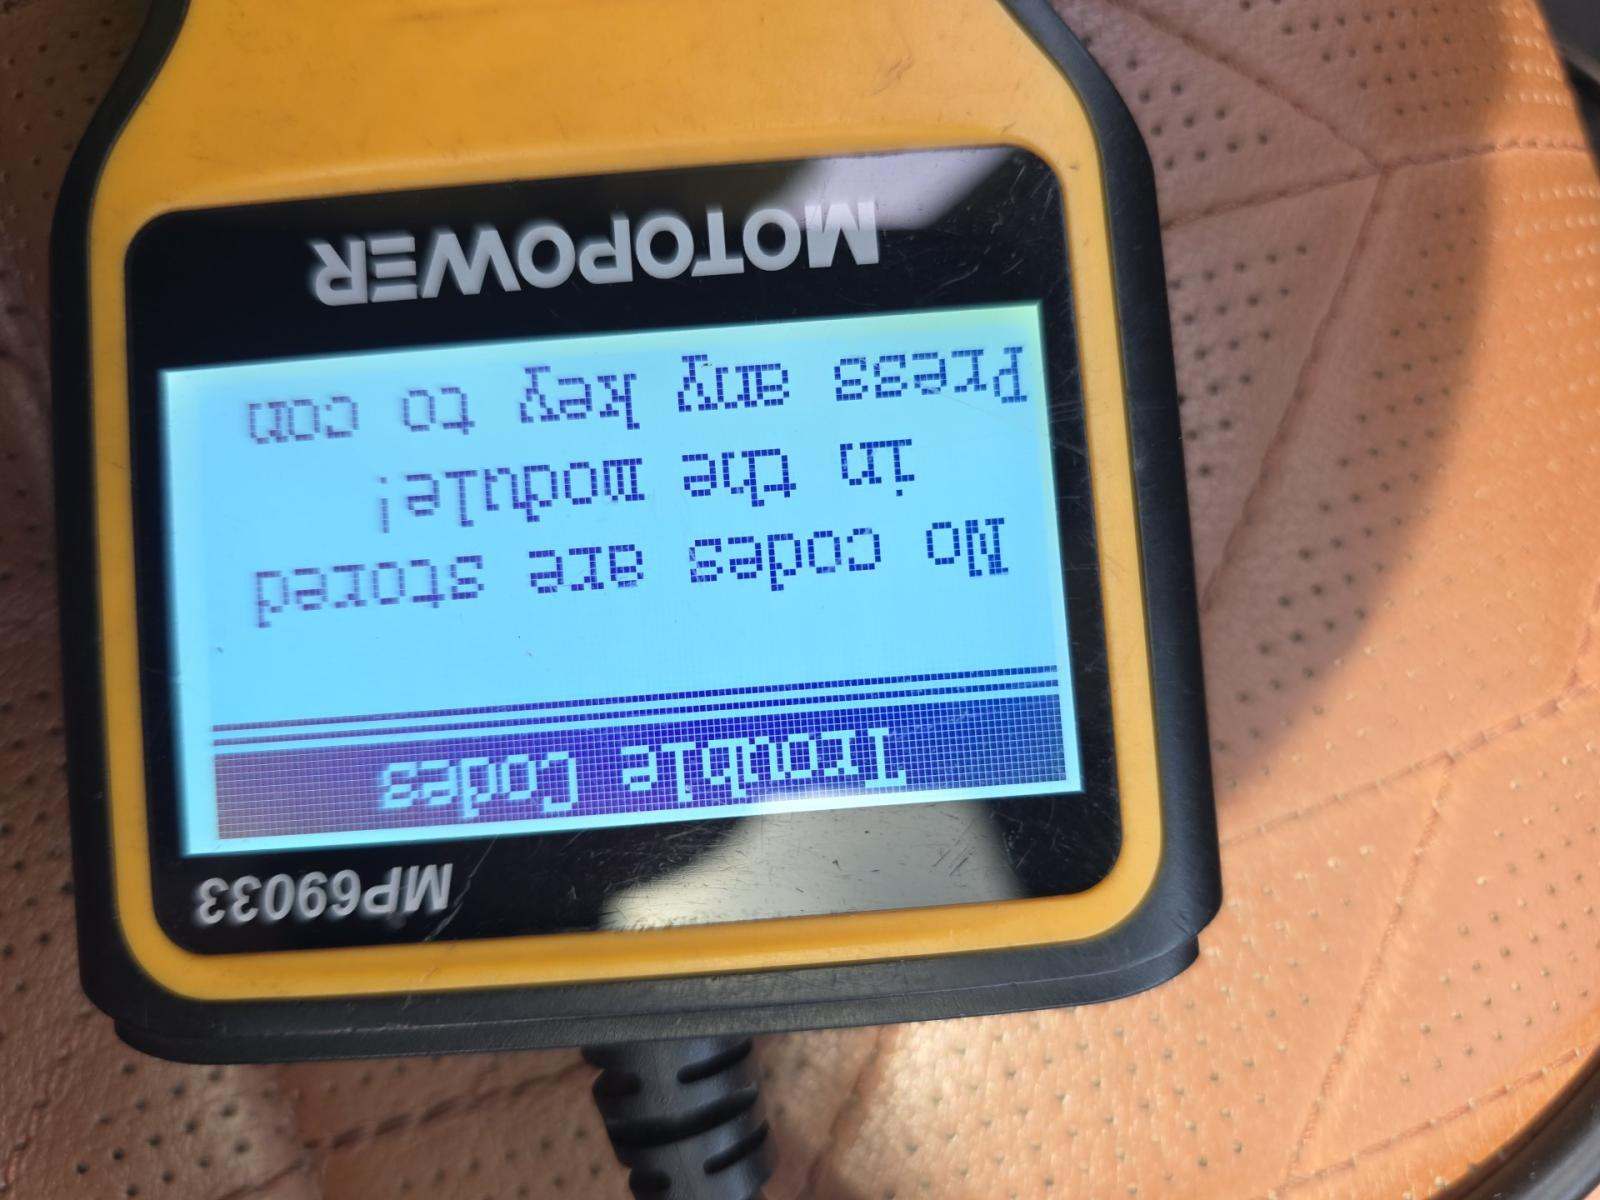 MP69033
Trouble Codes
No codes are stored
in the module!
Press any key to con
MOTOPOWER